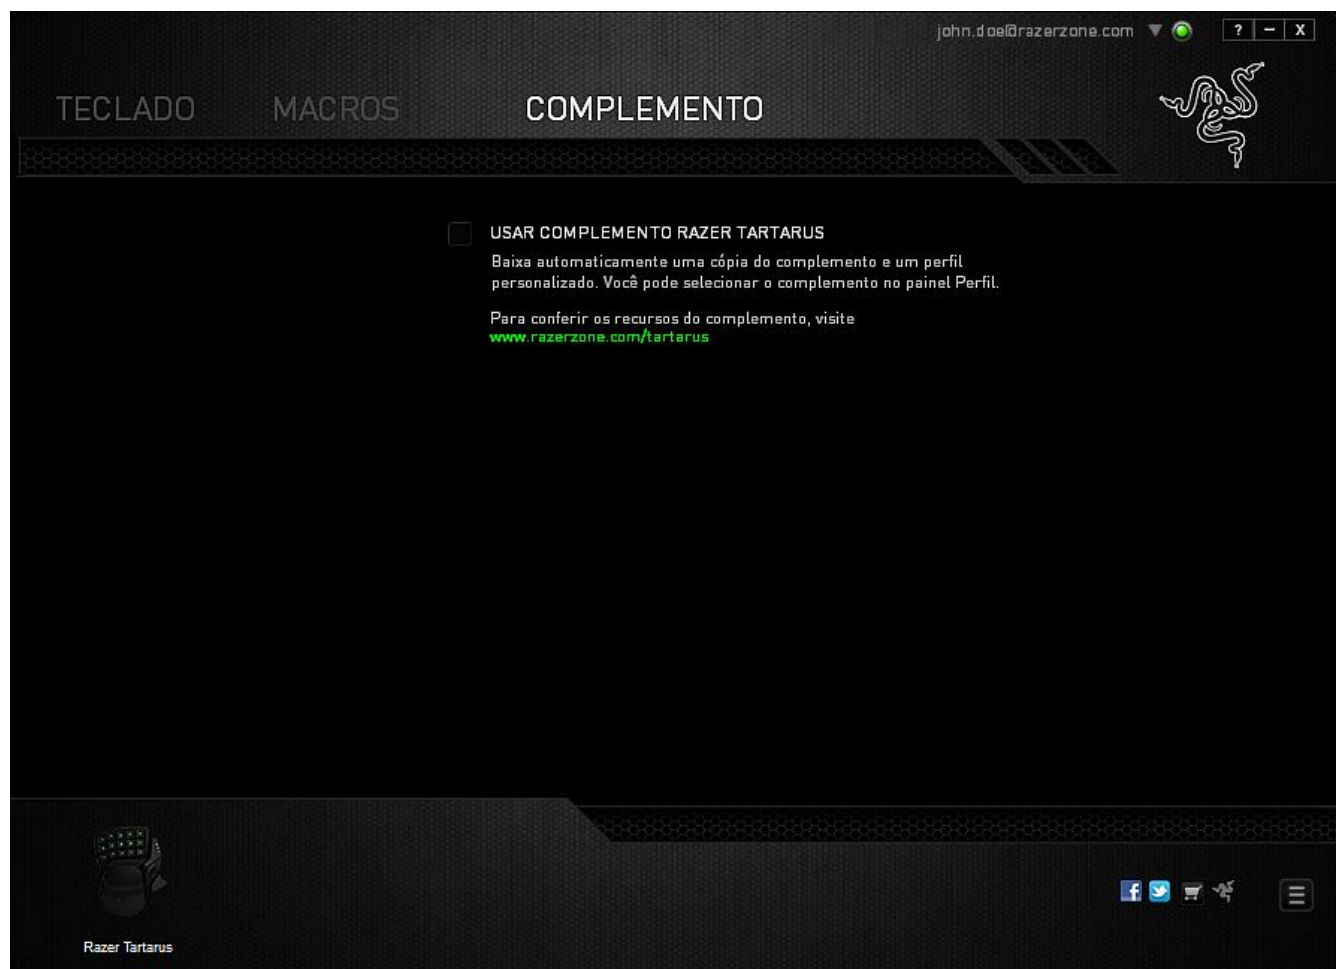 john.doe@razerzone.com
? – X
TECLADO MACROS COMPLEMENTO
USAR COMPLEMENTO RAZER TARTARUS
Baixa automaticamente uma cópia do complemento e um perfil
personalizado. Você pode selecionar o complemento no painel Perfil.
Para conferir os recursos do complemento, visite
www.razerzone.com/tartarus
f
Razer Tartarus